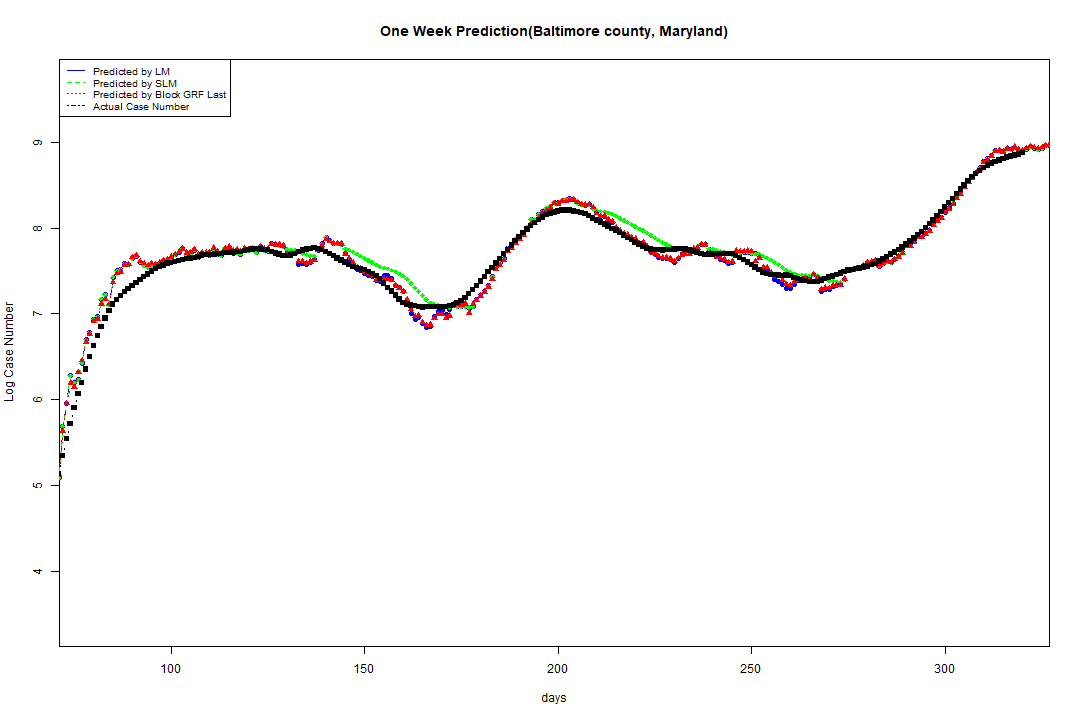 One Week Prediction(Baltimore county, Maryland)
Predicted by LM
Predicted by SLM
Predicted by Block GRF Last
Actual Case Number
9
8
7
6
5
4
Log Case Number
100 150 200 250 300
days